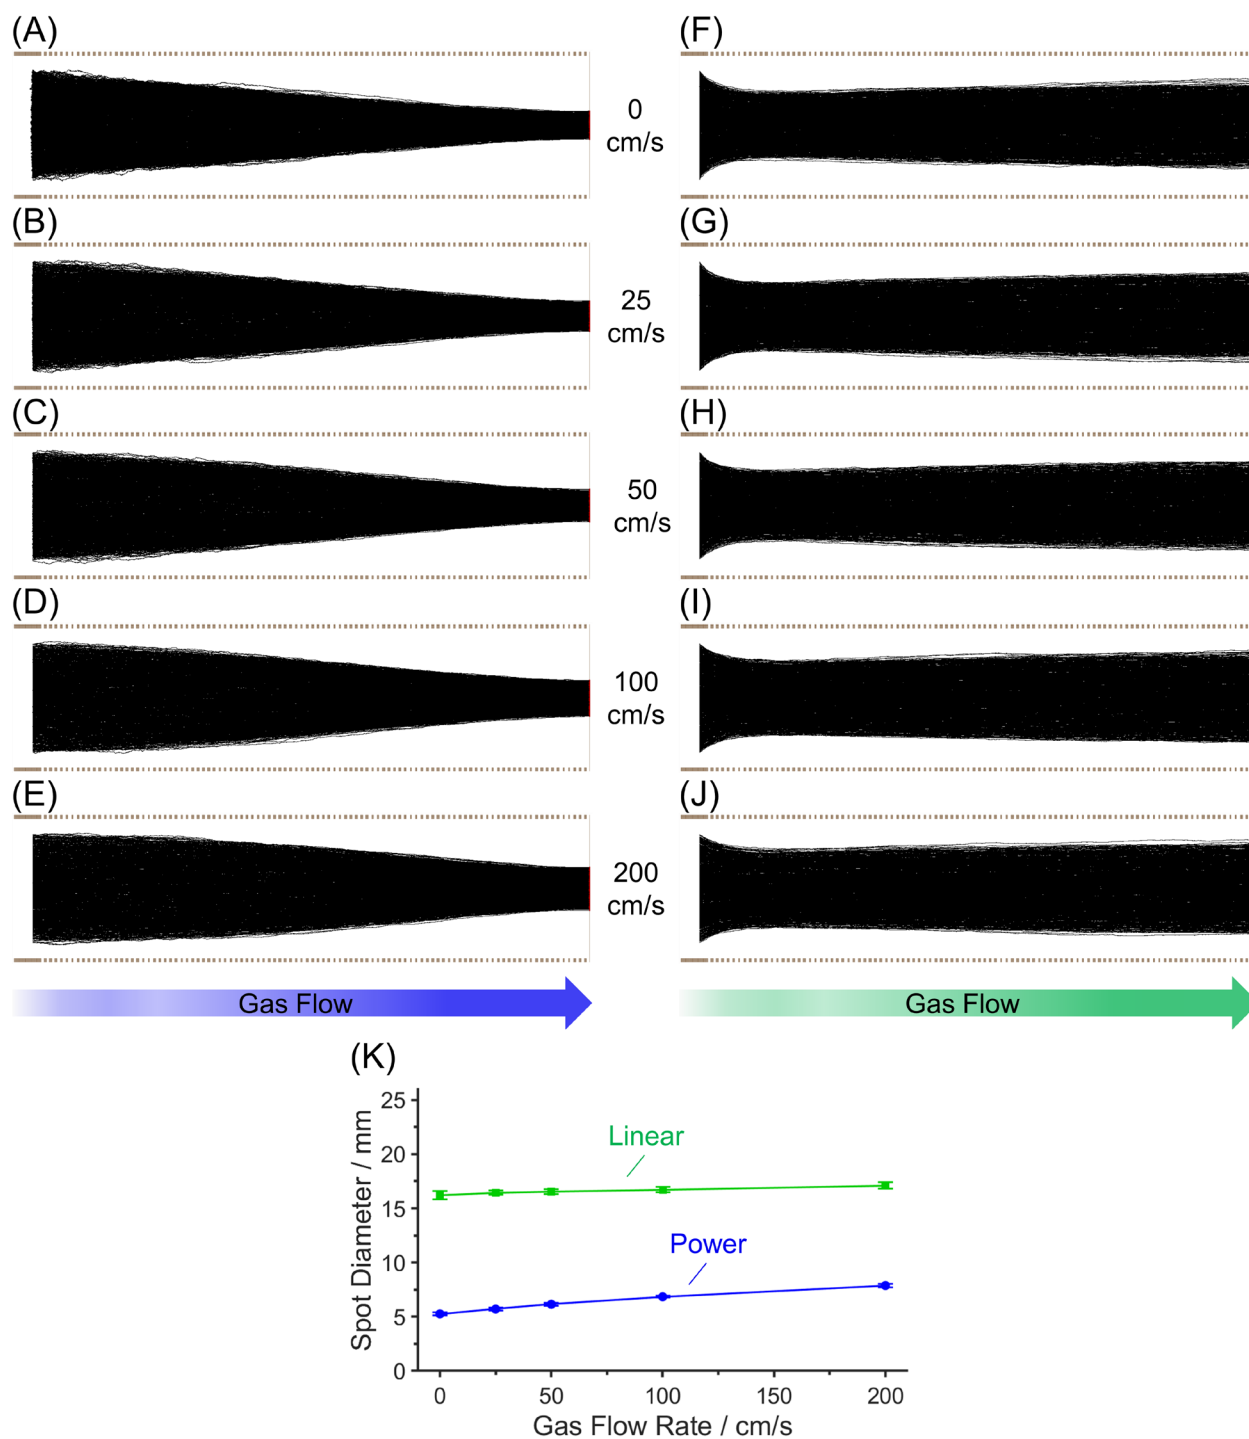 (A)
(F)
0
cm/s
(B)
(G)
25
cm/s
(C)
(H)
50
cm/s
(D)
(I)
100
cm/s
(E)
(J)
200
cm/s
Gas Flow
Gas Flow
(K)
25
20
15
10
5
0
Spot Diameter / mm
Linear
Power
0 50 100 150 200
Gas Flow Rate / cm/s